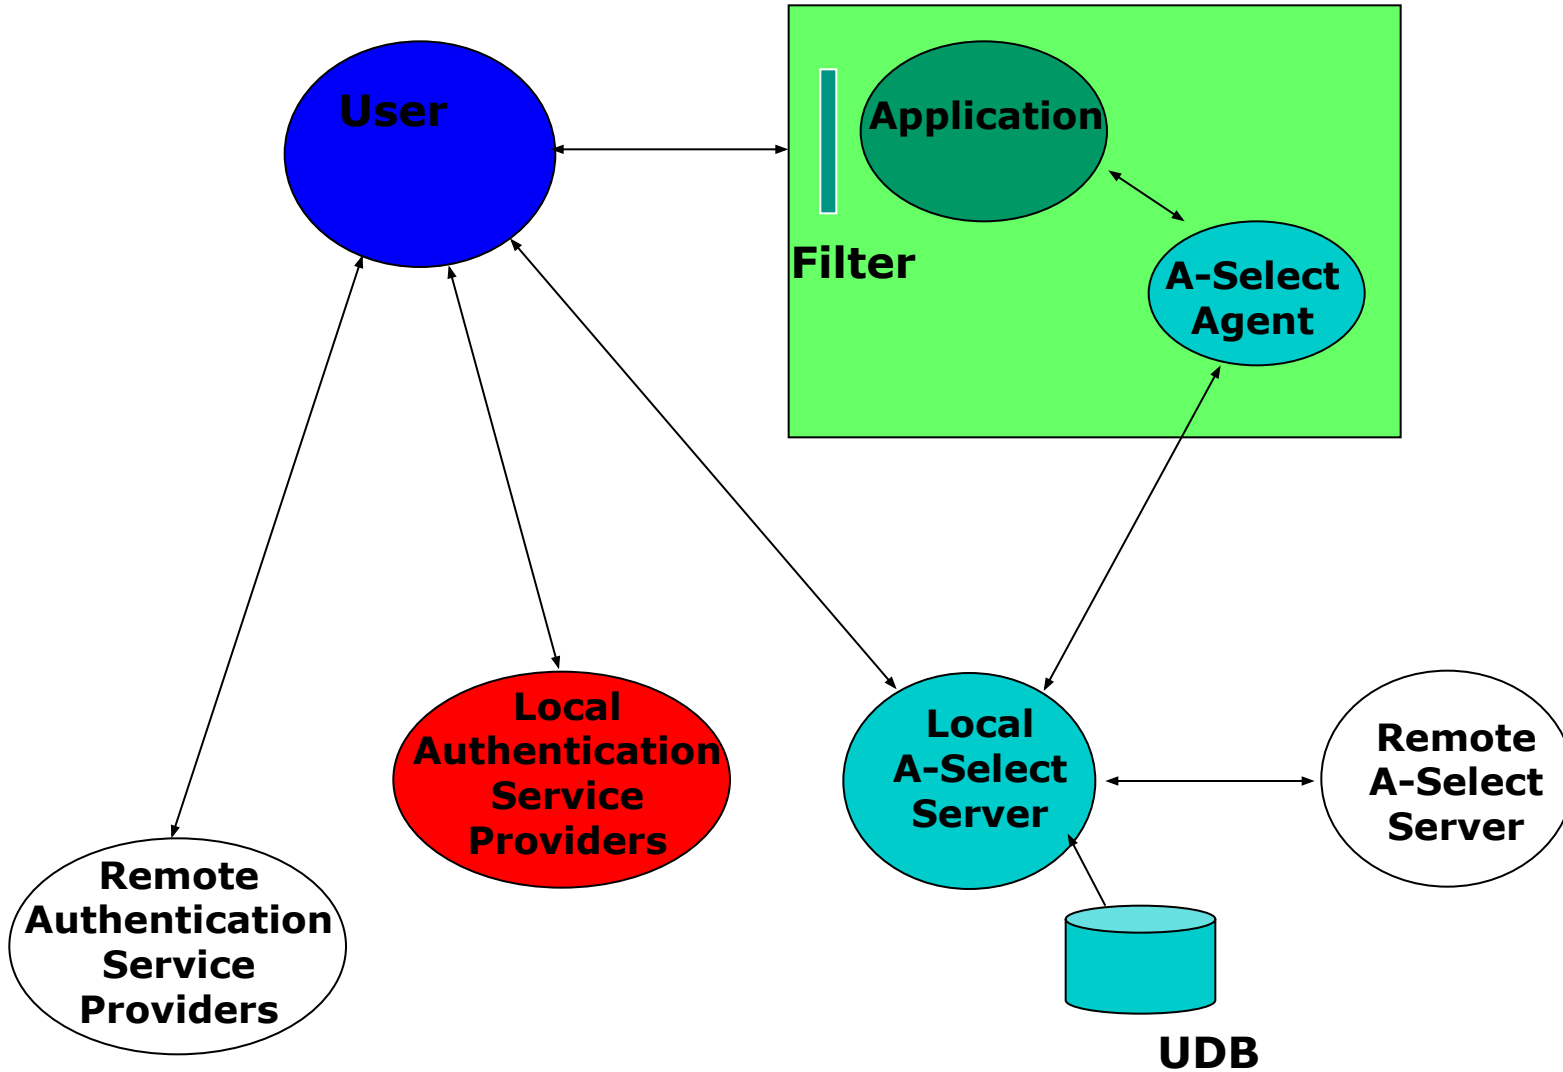 User
Application
Filter
A-Select
Agent
Local
Authentication
Service
Providers
Local
A-Select
Server
Remote
A-Select
Server
Remote
Authentication
Service
Providers
UDB